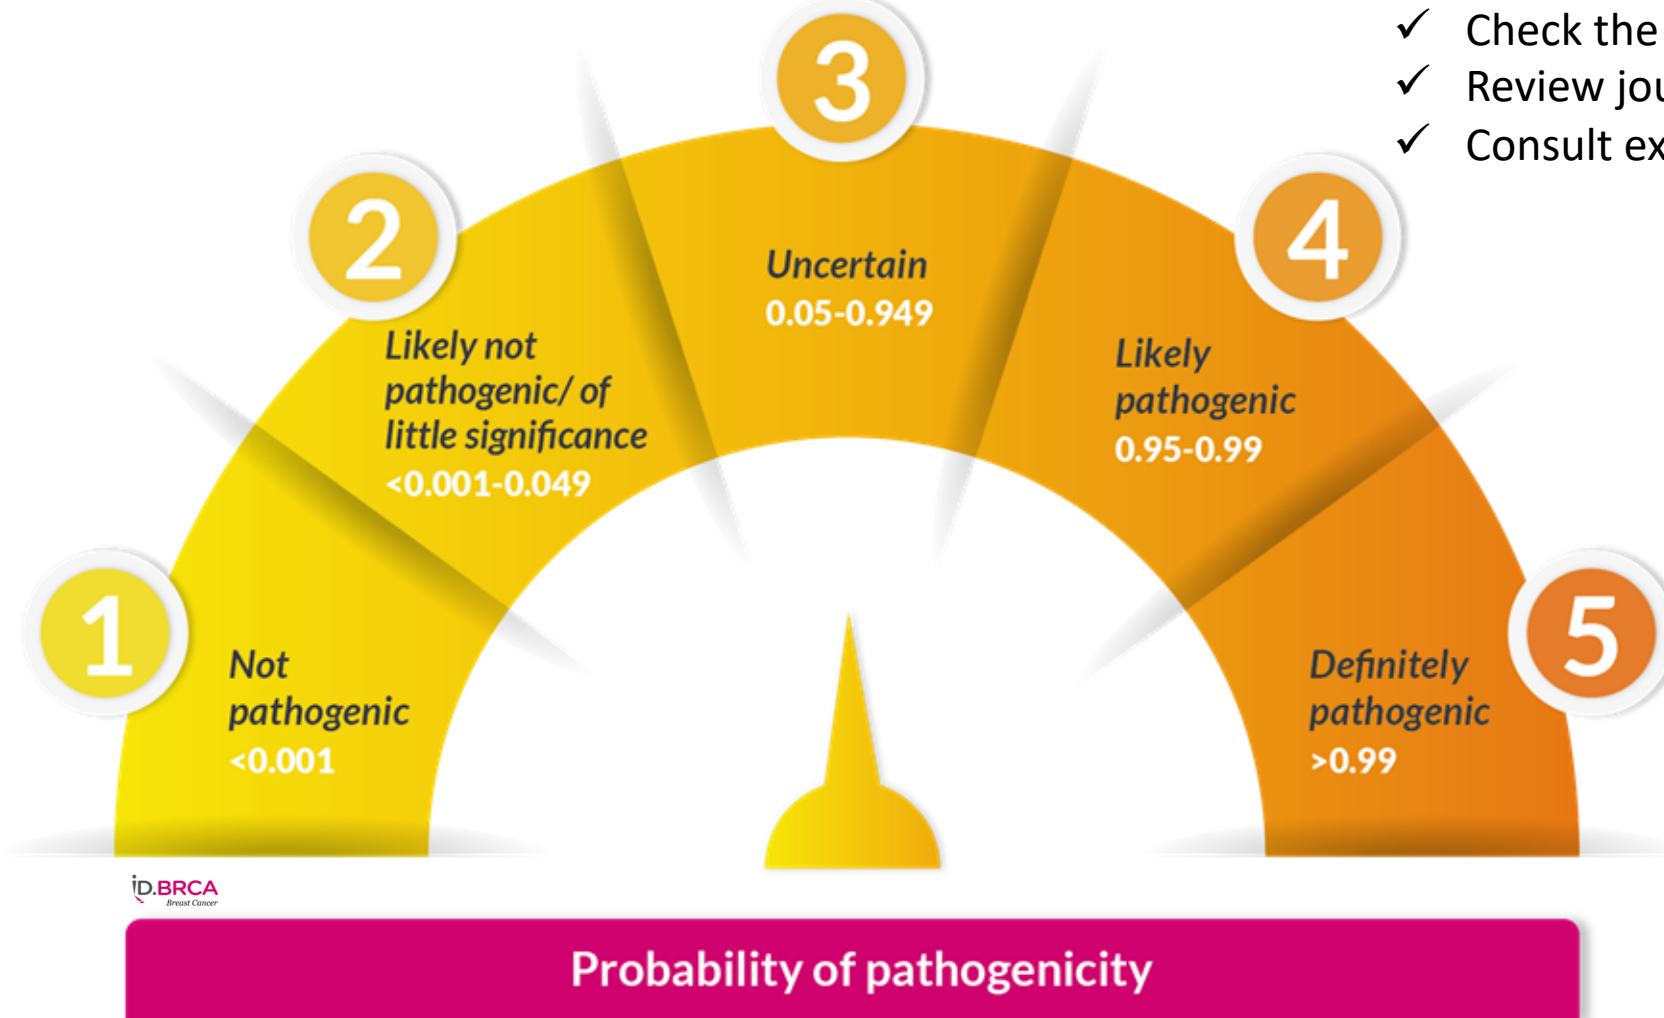 ✓ Check the
✓ Review jou
✓ Consult ex
1
Not
pathogenic
<0.001
2
Likely not
pathogenic/ of
little significance
<0.001-0.049
3
Uncertain
0.05-0.949
4
Likely
pathogenic
0.95-0.99
5
Definitely
pathogenic
>0.99
iD.BRCA
Breast Cancer
Probability of pathogenicity